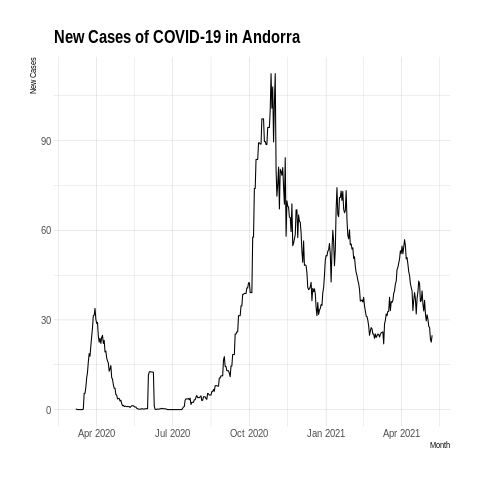 New Cases of COVID-19 in Andorra
New Cases
90
60
30
0
Apr 2020
Jul 2020
Oct 2020
Jan 2021
Apr 2021
Month